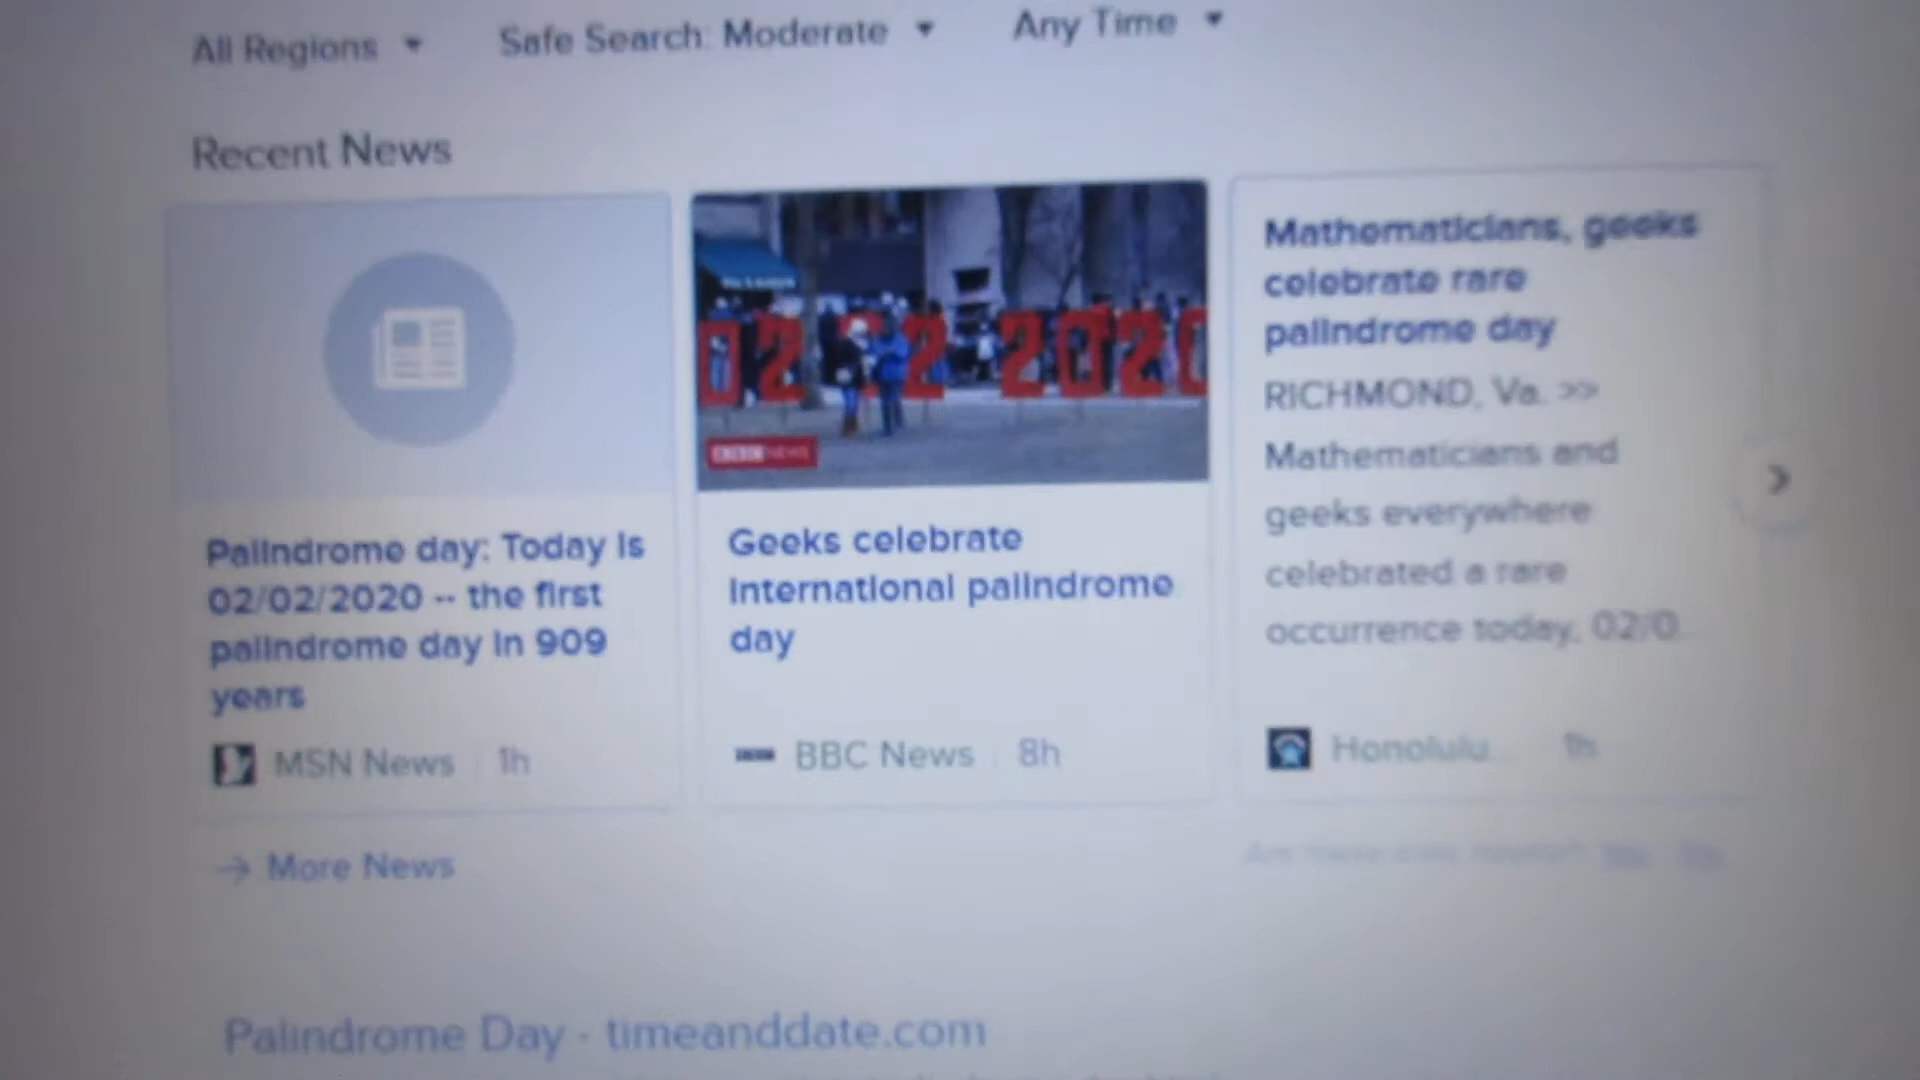 All Regions
Safe Search: Moderate
Any Time
Recent News
Palindrome day: Today is
02/02/2020 -- the first
palindrome day in 909
years
MSN News 1h
02 2 2020
BBC NEWS
Geeks celebrate
international palindrome
day
BBC News 8h
Mathematicians, geeks
celebrate rare
palindrome day
RICHMOND, Va. >>
Mathematicians and
geeks everywhere
celebrated a rare
occurrence today, 02/0...
Honolulu... 1h
→ More News
Palindrome Day - timeanddate.com